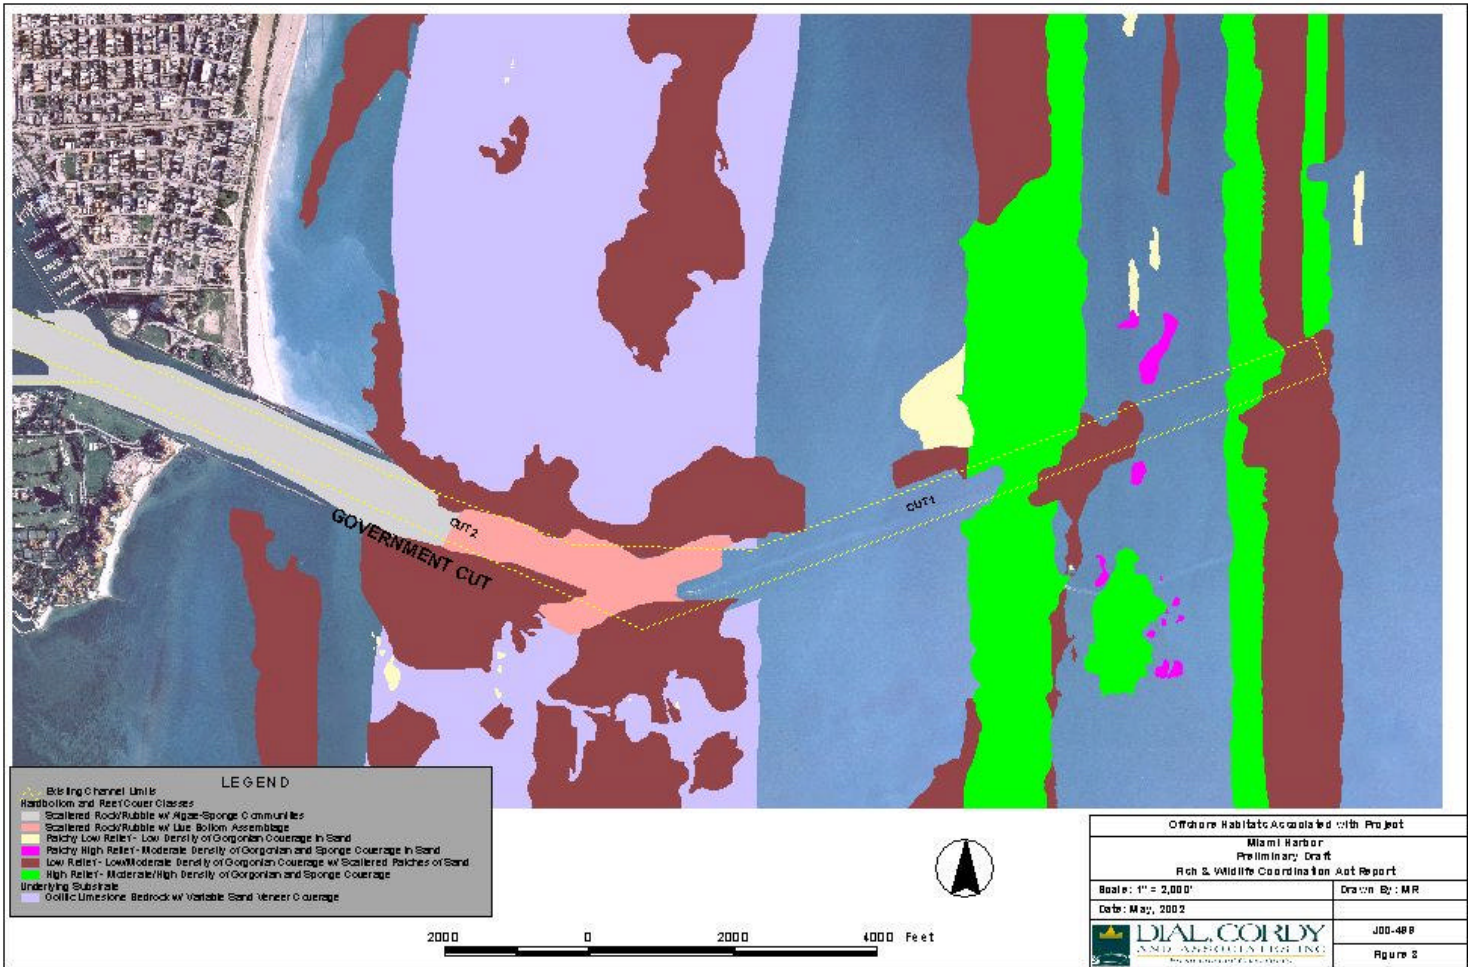 CUT1
CUT2
GOVERNMENT CUT
LEGEND
Existing Channel Limits
Hardbottom and Reef Cover Classes
Scattered Rock/Rubble w/ Algae-Sponge Communities
Scattered Rock/Rubble w/ Live Bottom Assemblage
Patchy Low Relief - Low Density of Gorgonian Coverage in Sand
Patchy High Relief - Moderate Density of Gorgonian and Sponge Coverage in Sand
Low Relief - Low/Moderate Density of Gorgonian Coverage w/ Scattered Patches of Sand
High Relief - Moderate/High Density of Gorgonian and Sponge Coverage
Underlying Substrate
Oolitic Limestone Bedrock w/ Variable Sand Veneer Coverage
2000 0 2000 4000 Feet
Offshore Habitats Associated with Project
Miami Harbor
Preliminary Draft
Fish & Wildlife Coordination Act Report
Scale: 1" = 2,000'
Drawn By: MR
Date: May, 2002
DIAL CORDY
AND ASSOCIATES INC
J00-498
Figure 2